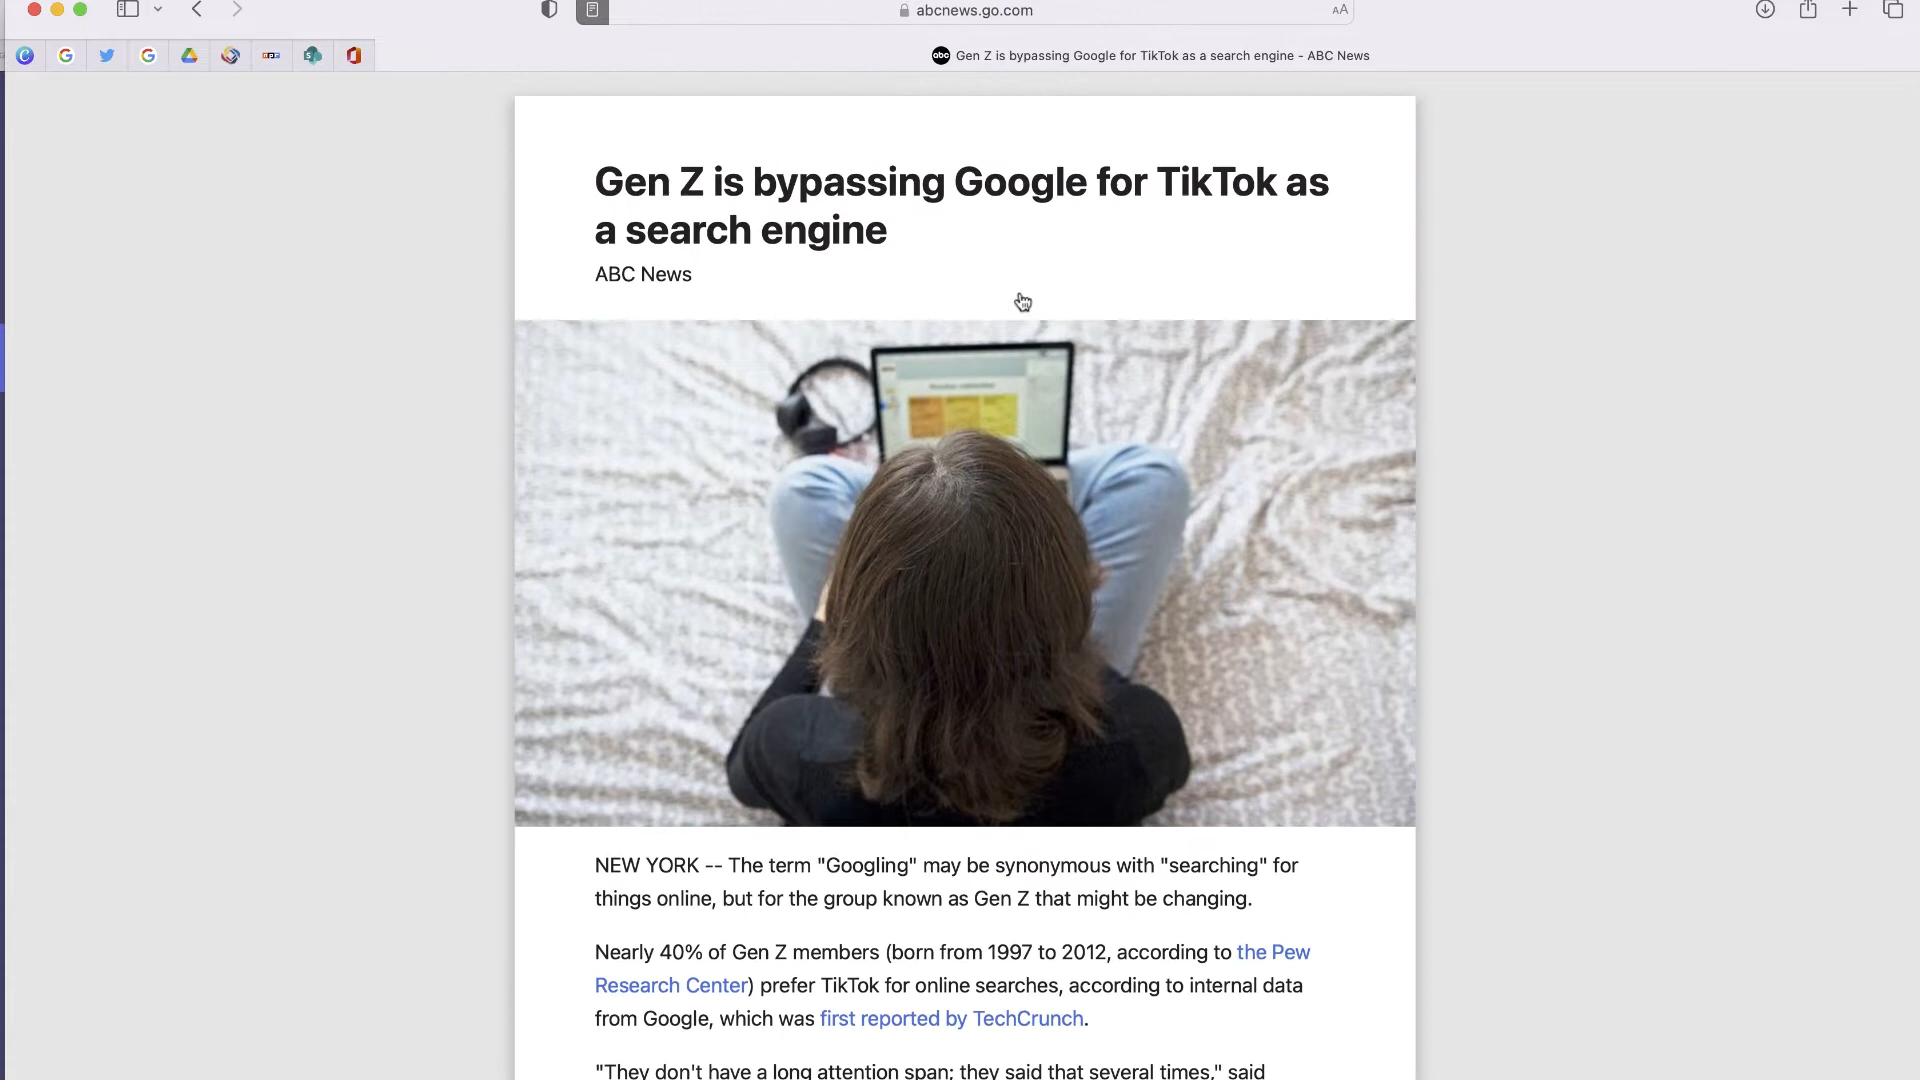 abcnews.go.com
AA
abc Gen Z is bypassing Google for TikTok as a search engine - ABC News
Gen Z is bypassing Google for TikTok as
a search engine
ABC News
NEW YORK -- The term "Googling" may be synonymous with "searching" for
things online, but for the group known as Gen Z that might be changing.
Nearly 40% of Gen Z members (born from 1997 to 2012, according to the Pew
Research Center) prefer TikTok for online searches, according to internal data
from Google, which was first reported by TechCrunch.
"They don't have a long attention span; they said that several times," said